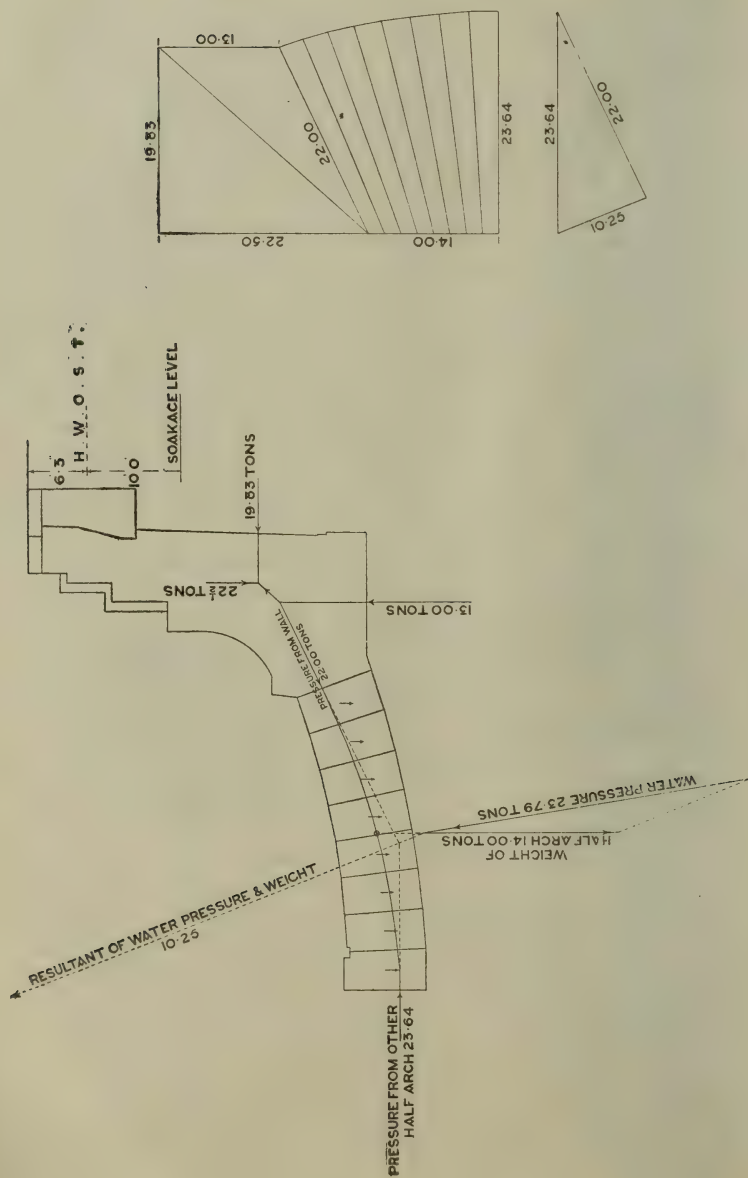 13·00
19·83
22·00
22·50
14·00
23·64
23·64
22·00
10·25
6·3"
H. W. O. S. T.
10'0
SOAKACE LEVEL
19·83 TONS
22½ TONS
13·00 TONS
PRESSURE FROM WALL
22·00 TONS
WATER PRESSURE 23·79 TONS
WEIGHT OF
HALF ARCH 14·00 TONS
RESULTANT OF WATER PRESSURE & WEIGHT
10·25
PRESSURE FROM OTHER
HALF ARCH 23·64